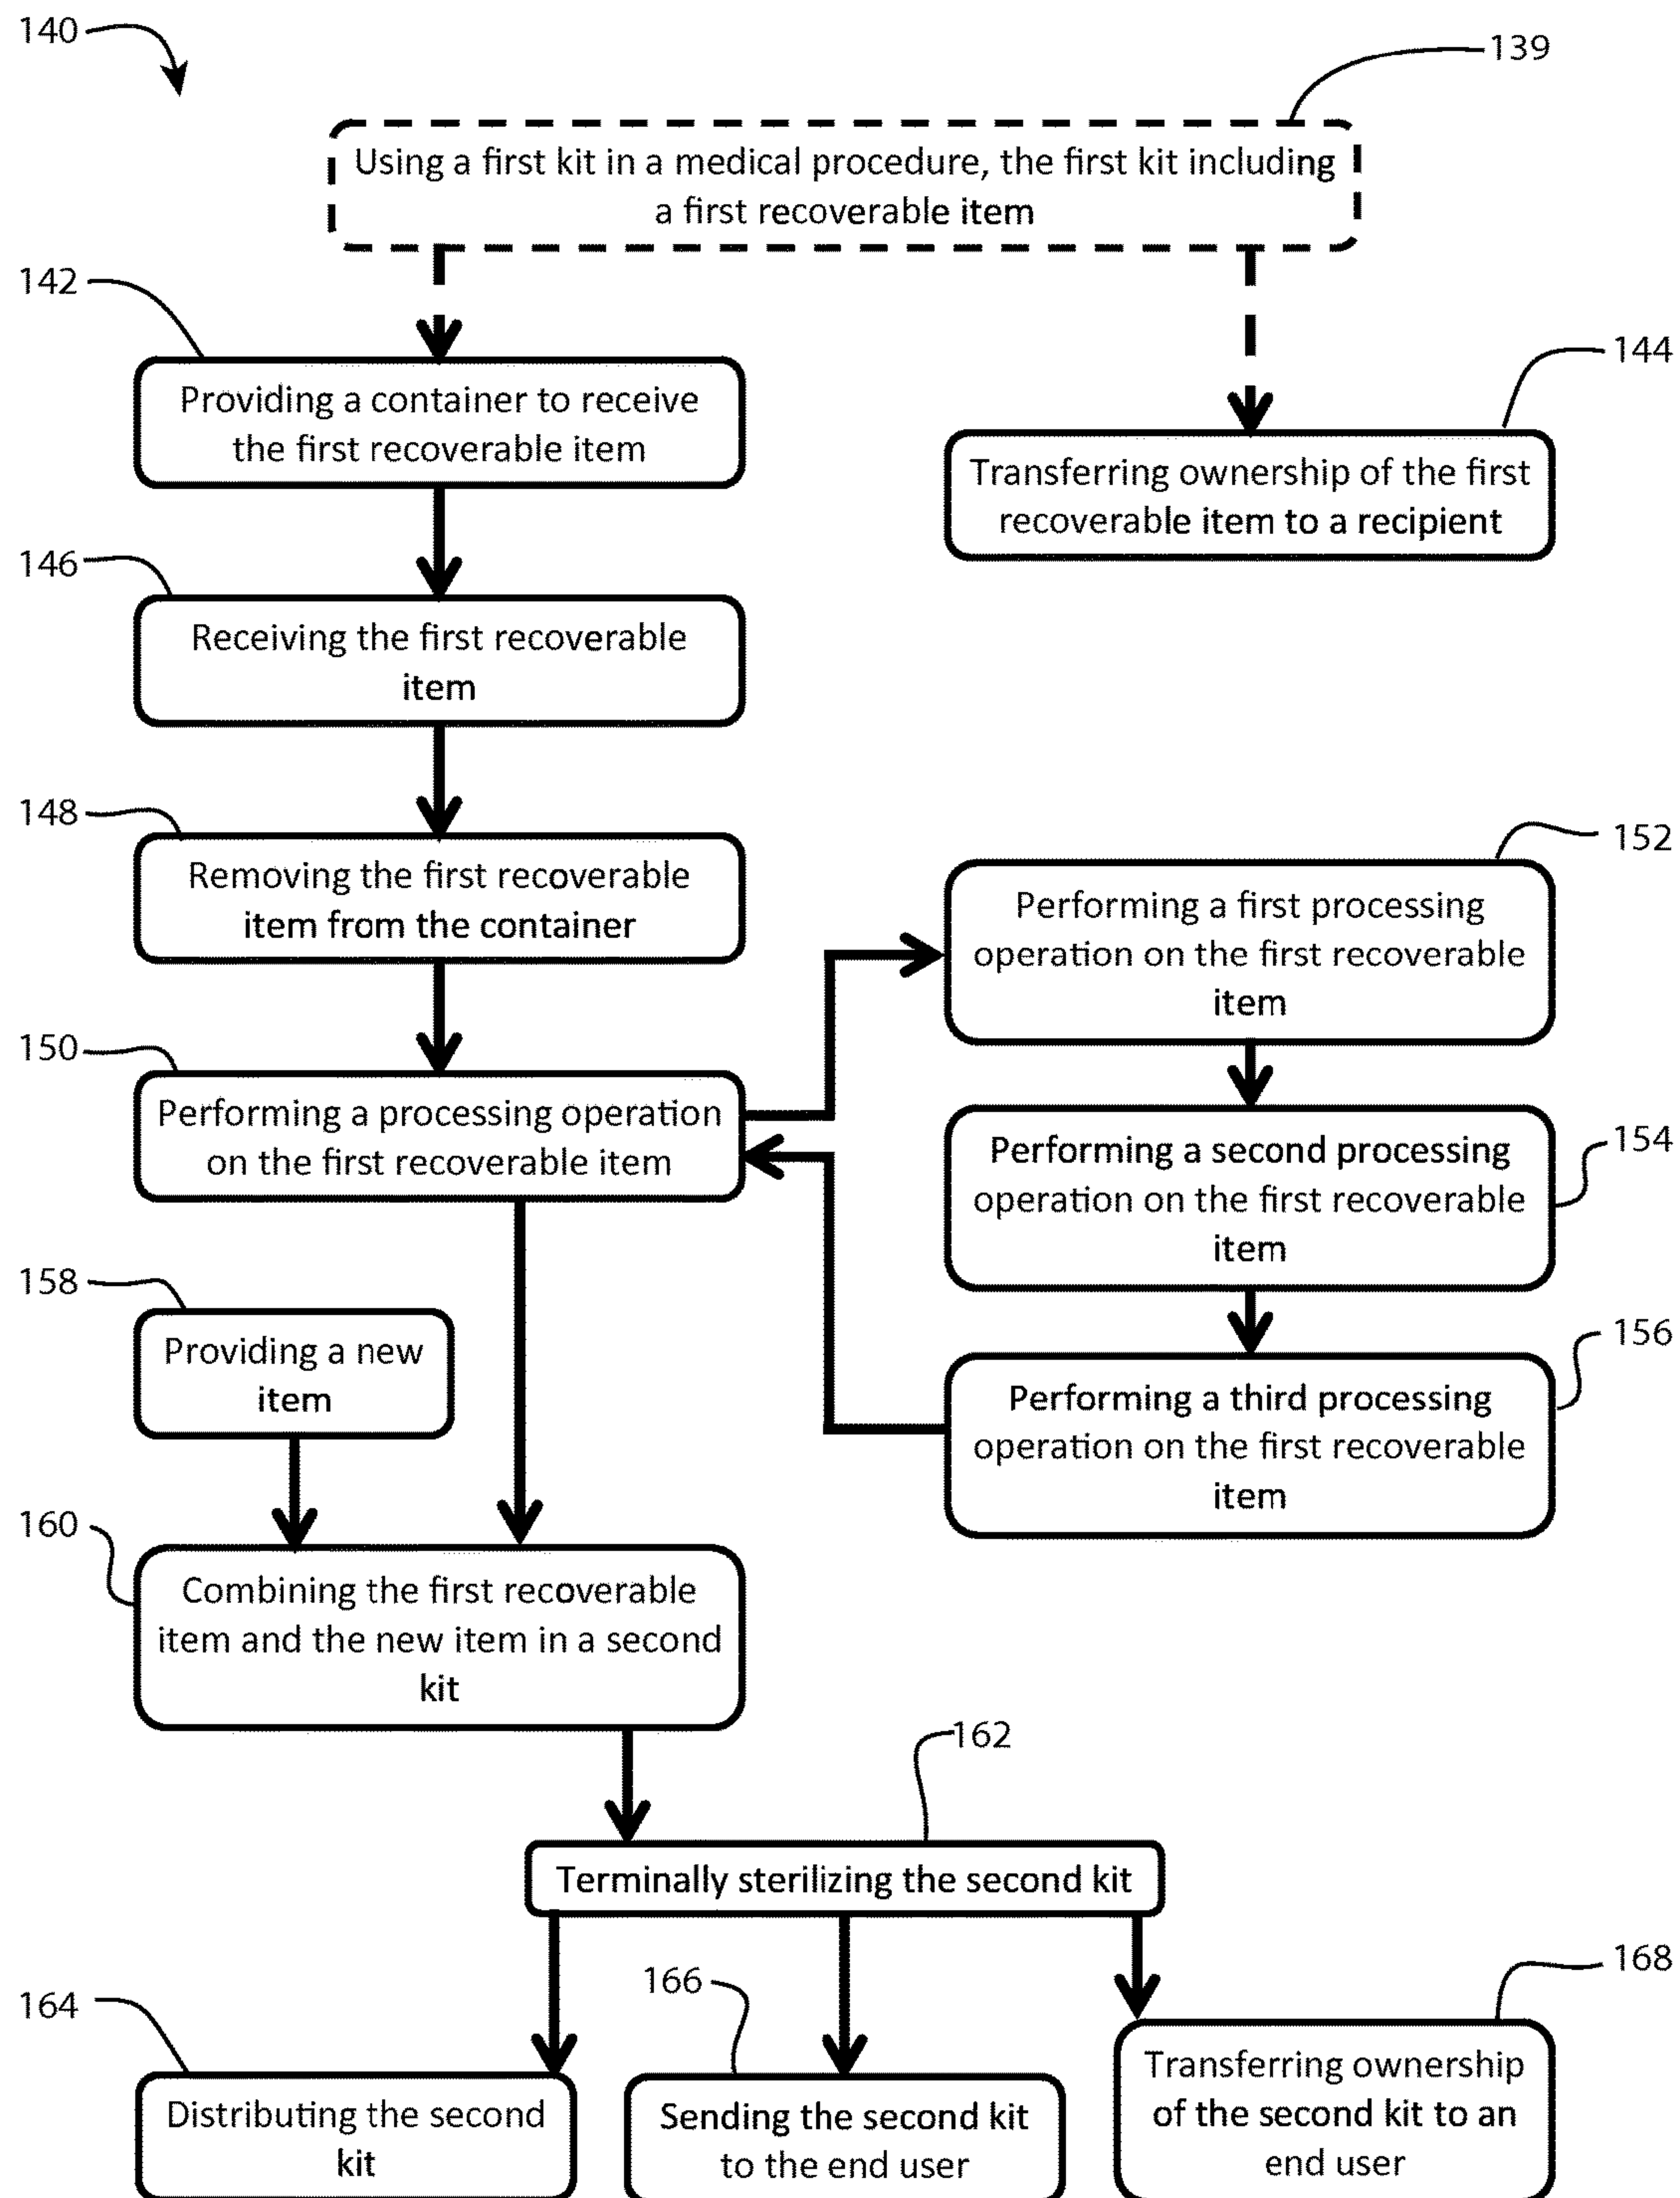 140
139
Using a first kit in a medical procedure, the first kit including
a first recoverable item
142
144
Providing a container to receive
the first recoverable item
Transferring ownership of the first
recoverable item to a recipient
146
Receiving the first recoverable
item
148
152
Removing the first recoverable
item from the container
Performing a first processing
operation on the first recoverable
item
150
Performing a processing operation
on the first recoverable item
154
Performing a second processing
operation on the first recoverable
item
158
Providing a new
item
156
Performing a third processing
operation on the first recoverable
item
160
Combining the first recoverable
item and the new item in a second
kit
162
Terminally sterilizing the second kit
164
166
168
Distributing the second
kit
Sending the second kit
to the end user
Transferring ownership
of the second kit to an
end user